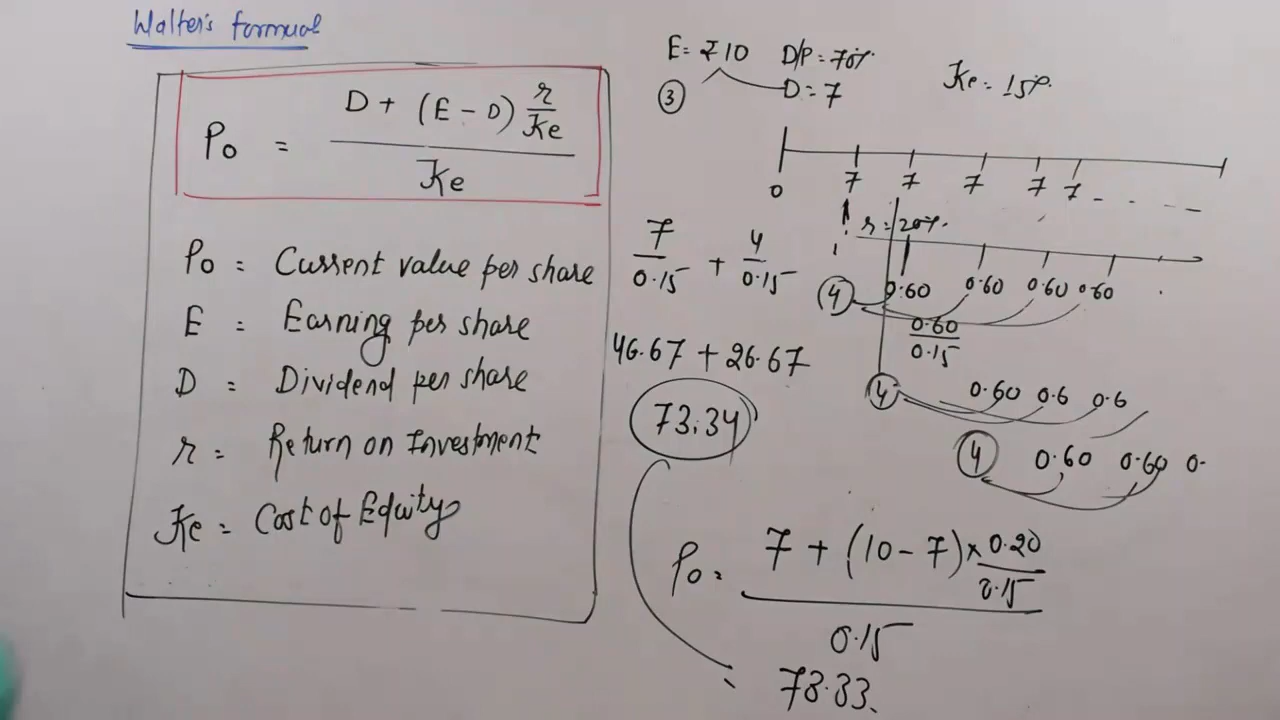 Walter's formual
P₀ = D + (E - D) r/Ke
Ke
P₀ = Current value per share
E = Earning per share
D = Dividend per share
r = Return on Investment
Ke = Cost of Equity
E = ₹10 D/P = 70% Ke = 15%
③ D = 7
0 7 7 7 7 7 - - - -
r = 20%
7/0.15 + 4/0.15
④ 0.60 0.60 0.60 0.60
0.60/0.15
46.67 + 26.67
④ 0.60 0.6 0.6
73.34
④ 0.60 0.60 0.
P₀ = 7 + (10 - 7) × 0.20/0.15
0.15
= 73.33